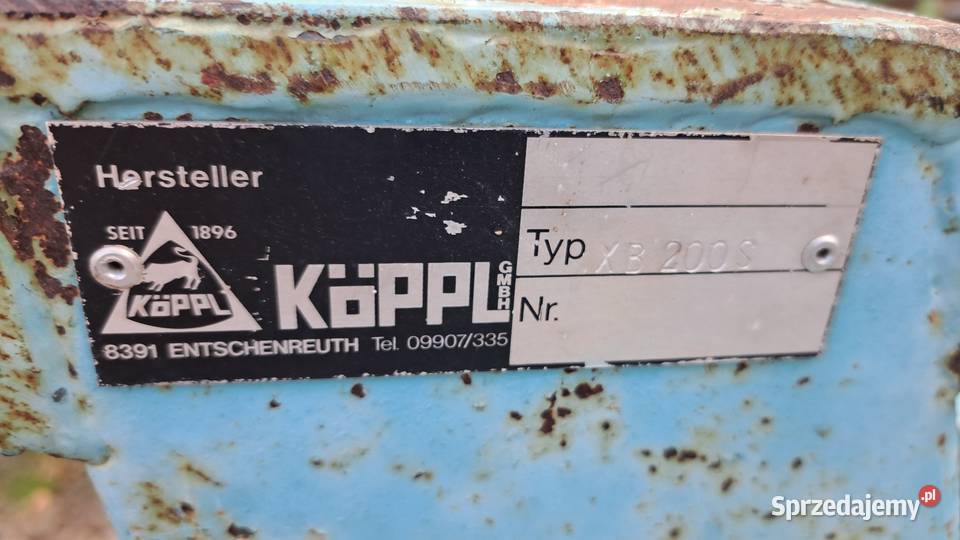 Hersteller
SEIT 1896
KÖPPL
KÖPPL GMBH
8391 ENTSCHENREUTH Tel. 09907/335
Typ XB 200S
Nr.
Sprzedajemy.pl